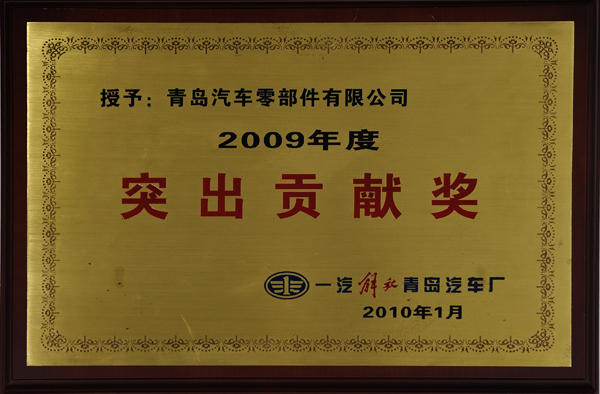 授予：青岛汽车零部件有限公司
2009年度
突出贡献奖
一汽解放青岛汽车厂
2010年1月